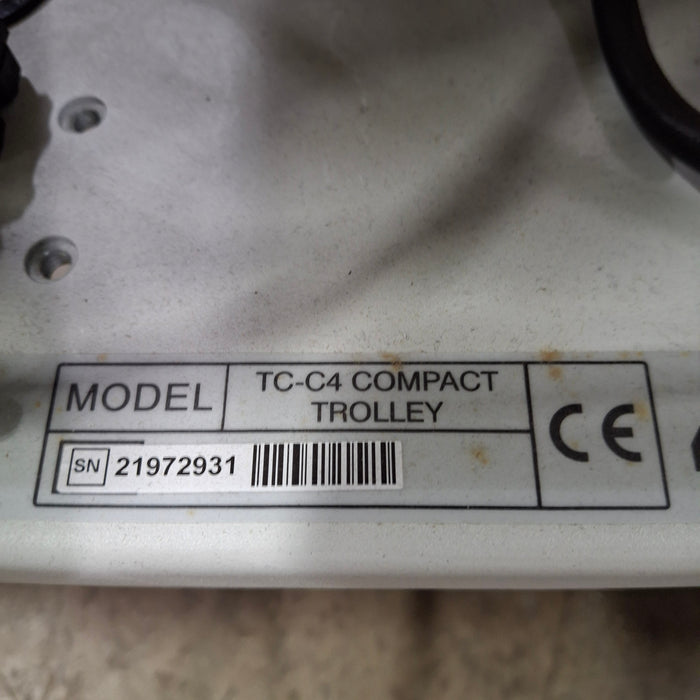 MODEL
TC-C4 COMPACT
TROLLEY
SN 21972931
CE